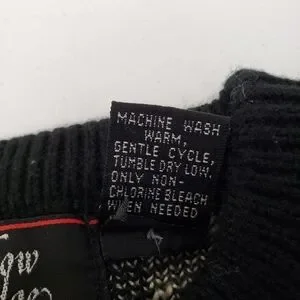 MACHINE WASH
WARM,
GENTLE CYCLE,
TUMBLE DRY LOW,
ONLY NON-
CHLORINE BLEACH
WHEN NEEDED